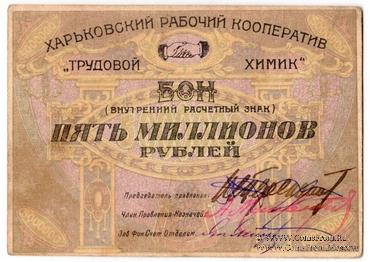 ХАРЬКОВСКИЙ РАБОЧИЙ КООПЕРАТИВ
„ТРУДОВОЙ ХИМИК"
БОН
(ВНУТРЕННИЙ РАСЧЕТНЫЙ ЗНАК)
ПЯТЬ МИЛЛИОНОВ
РУБЛЕЙ
Председатель правления
Член Правления-Казначей
Зав Фин Счет Отделом